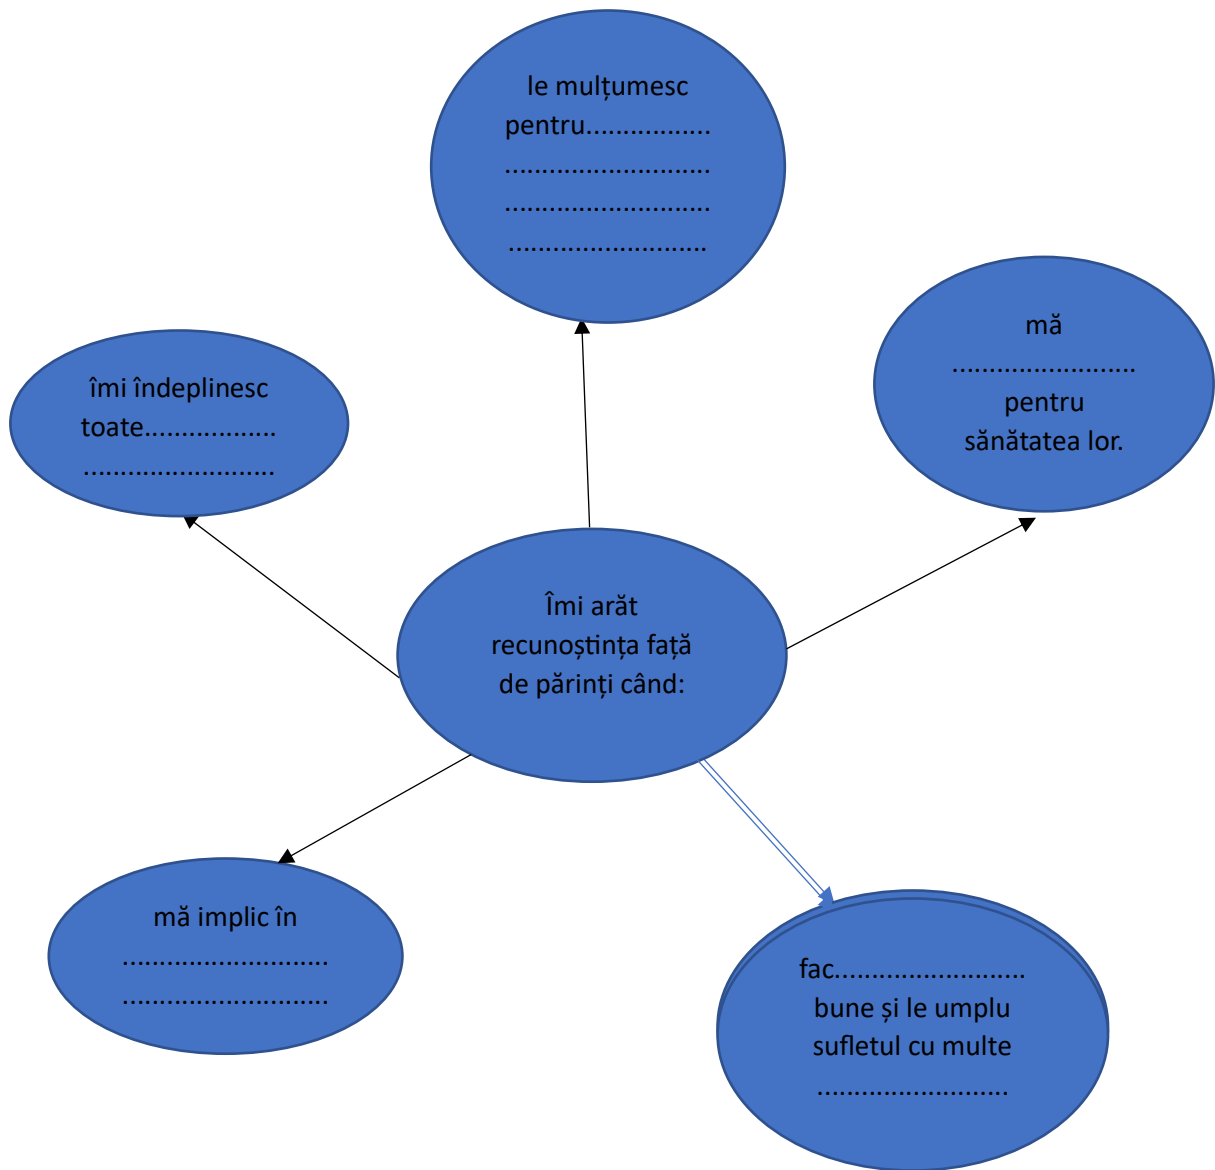 le mulțumesc
pentru.................
............................
............................
...........................
mă
.........................
pentru
sănătatea lor.
îmi îndeplinesc
toate..................
..........................
Îmi arăt
recunoștința față
de părinți când:
mă implic în
............................
............................
fac..........................
bune și le umplu
sufletul cu multe
..........................